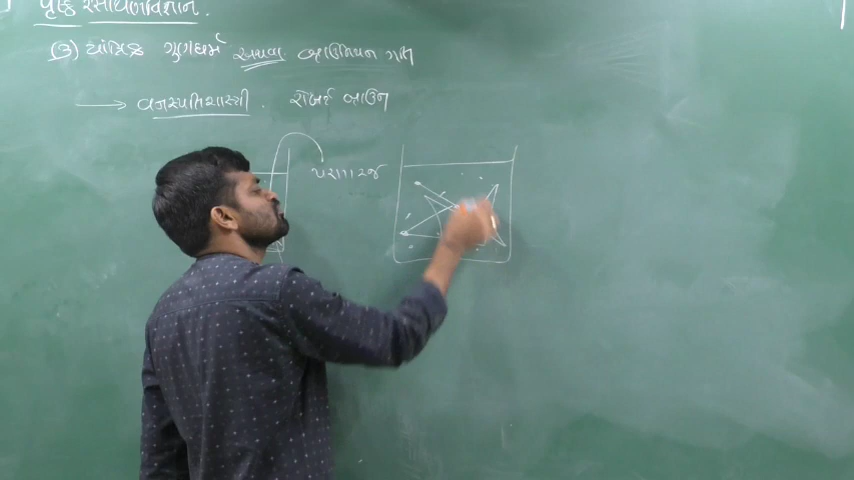 પૃષ્ઠ રસાયણવિજ્ઞાન.
(૩) યાંત્રિક ગુણધર્મ અથવા બ્રાઉનિયન ગતિ
→ વનસ્પતિશાસ્ત્રી. રોબર્ટ બ્રાઉન
પરાગરજ